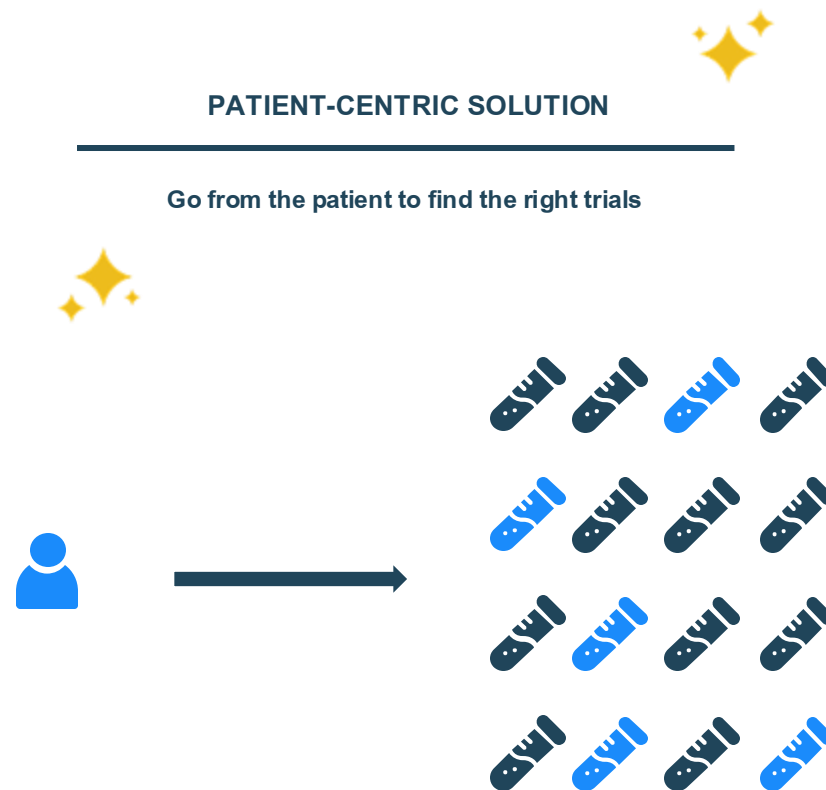 PATIENT-CENTRIC SOLUTION
Go from the patient to find the right trials